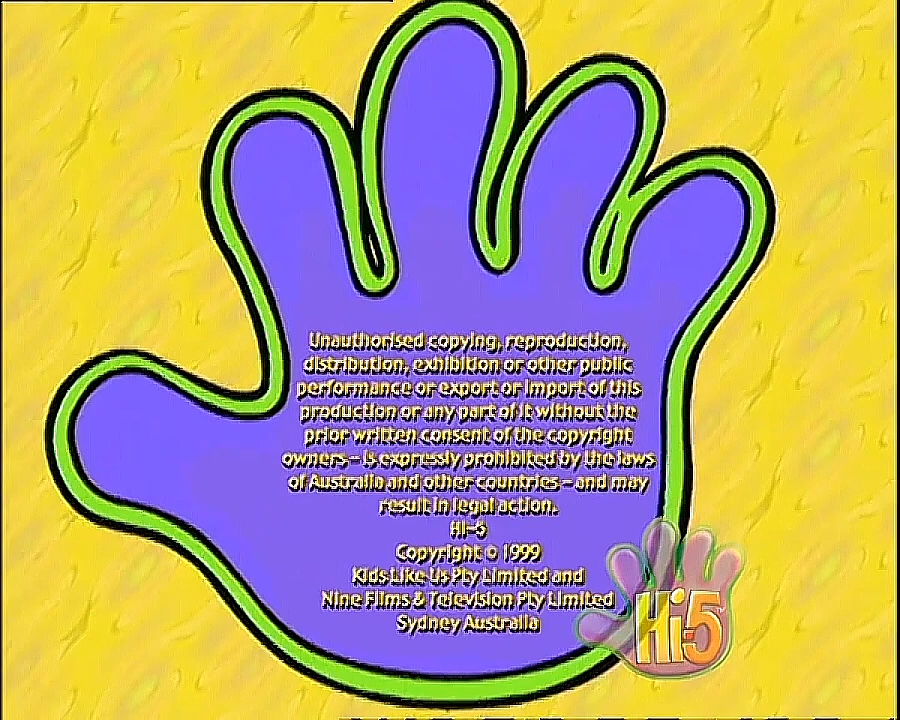 Unauthorised copying, reproduction,
distribution, exhibition or other public
performance or export or import of this
production or any part of it without the
prior written consent of the copyright
owners – is expressly prohibited by the laws
of Australia and other countries – and may
result in legal action.
Hi-5
Copyright © 1999
Kids Like Us Pty Limited and
Nine Films & Television Pty Limited
Sydney Australia
Hi-5